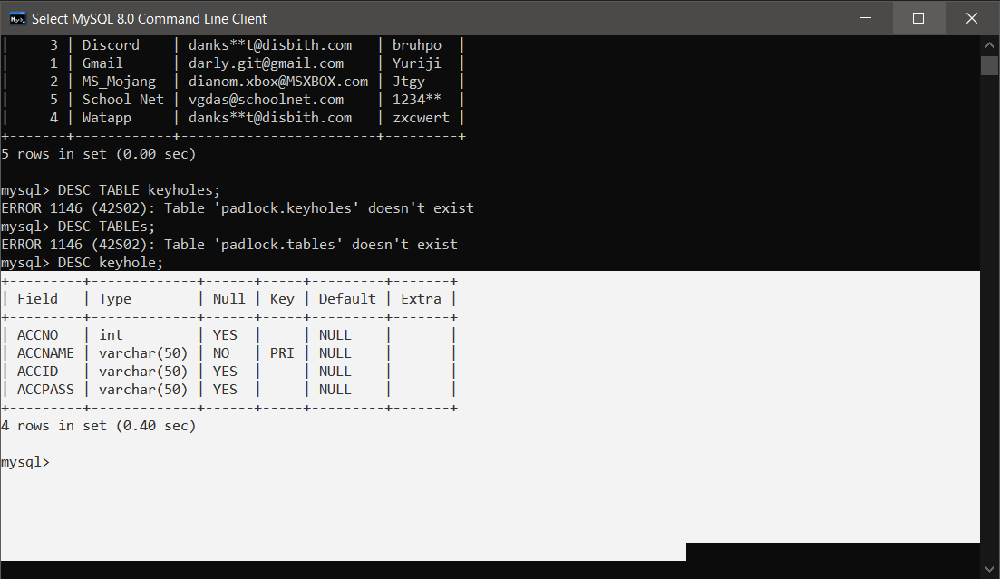 Select MySQL 8.0 Command Line Client
|     3 | Discord    | danks**t@disbith.com   | bruhpo  |
|     1 | Gmail      | darly.git@gmail.com    | Yuriji  |
|     2 | MS_Mojang  | dianom.xbox@MSXBOX.com | Jtgy    |
|     5 | School Net | vgdas@schoolnet.com    | 1234**  |
|     4 | Watapp     | danks**t@disbith.com   | zxcwert |
+-------+------------+------------------------+---------+
5 rows in set (0.00 sec)
mysql> DESC TABLE keyholes;
ERROR 1146 (42S02): Table 'padlock.keyholes' doesn't exist
mysql> DESC TABLEs;
ERROR 1146 (42S02): Table 'padlock.tables' doesn't exist
mysql> DESC keyhole;
+---------+-------------+------+-----+---------+-------+
| Field   | Type        | Null | Key | Default | Extra |
+---------+-------------+------+-----+---------+-------+
| ACCNO   | int         | YES  |     | NULL    |       |
| ACCNAME | varchar(50) | NO   | PRI | NULL    |       |
| ACCID   | varchar(50) | YES  |     | NULL    |       |
| ACCPASS | varchar(50) | YES  |     | NULL    |       |
+---------+-------------+------+-----+---------+-------+
4 rows in set (0.40 sec)
mysql>